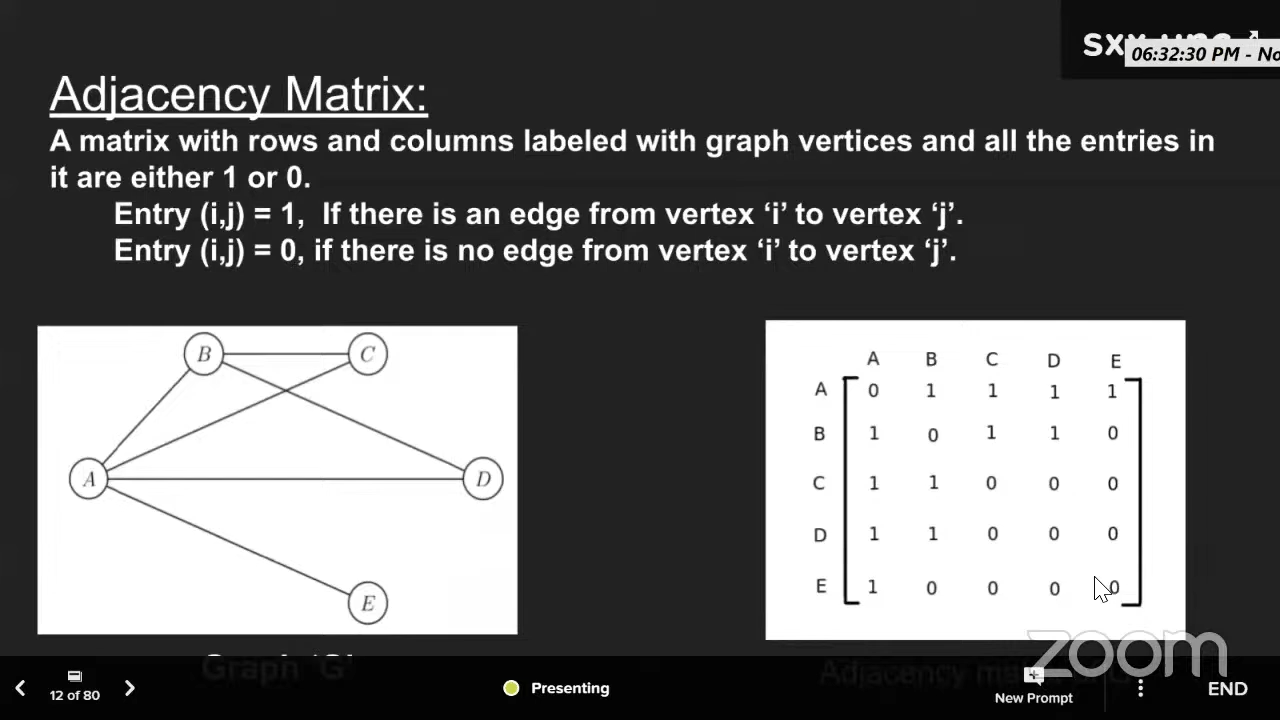 06:32:30 PM - No
Adjacency Matrix:
A matrix with rows and columns labeled with graph vertices and all the entries in
it are either 1 or 0.
Entry (i,j) = 1, If there is an edge from vertex ‘i’ to vertex ‘j’.
Entry (i,j) = 0, if there is no edge from vertex ‘i’ to vertex ‘j’.
B C
A D
E
A B C D E
A 0 1 1 1 1
B 1 0 1 1 0
C 1 1 0 0 0
D 1 1 0 0 0
E 1 0 0 0 0
Graph ‘G’
Adjacency
zoom
12 of 80
Presenting
New Prompt
END